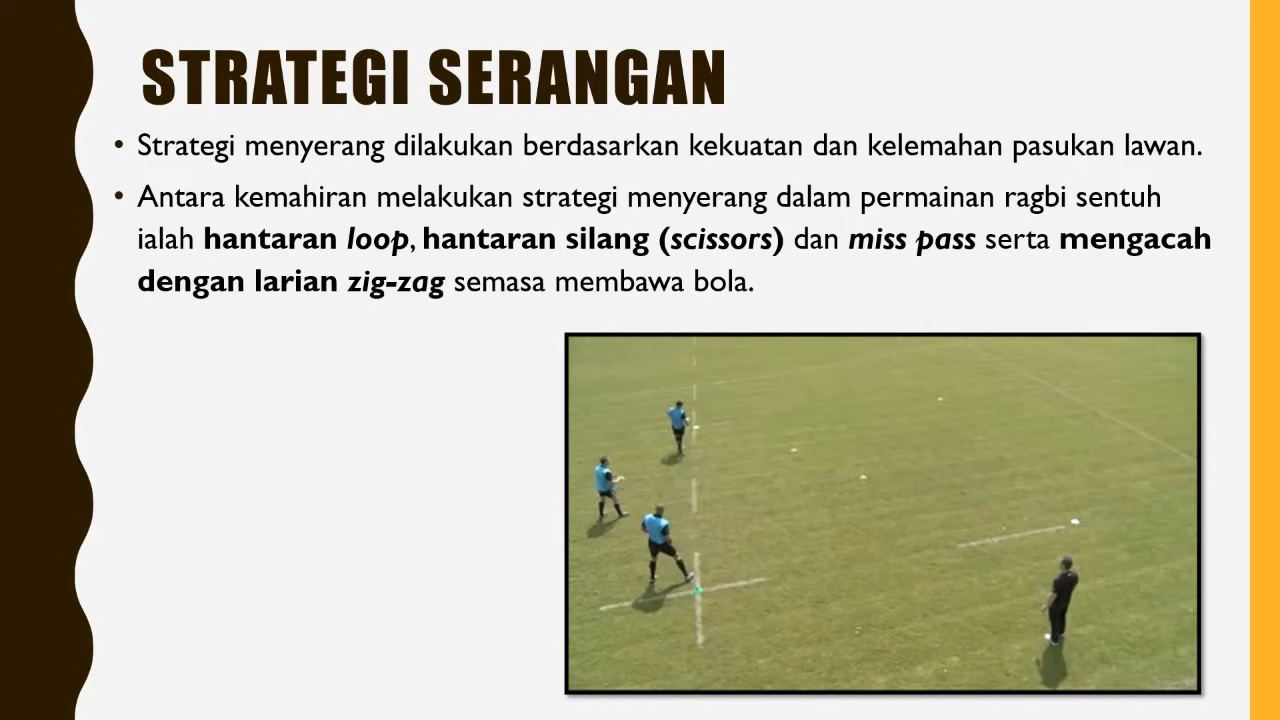 STRATEGI SERANGAN
• Strategi menyerang dilakukan berdasarkan kekuatan dan kelemahan pasukan lawan.
• Antara kemahiran melakukan strategi menyerang dalam permainan ragbi sentuh
ialah hantaran loop, hantaran silang (scissors) dan miss pass serta mengacah
dengan larian zig-zag semasa membawa bola.